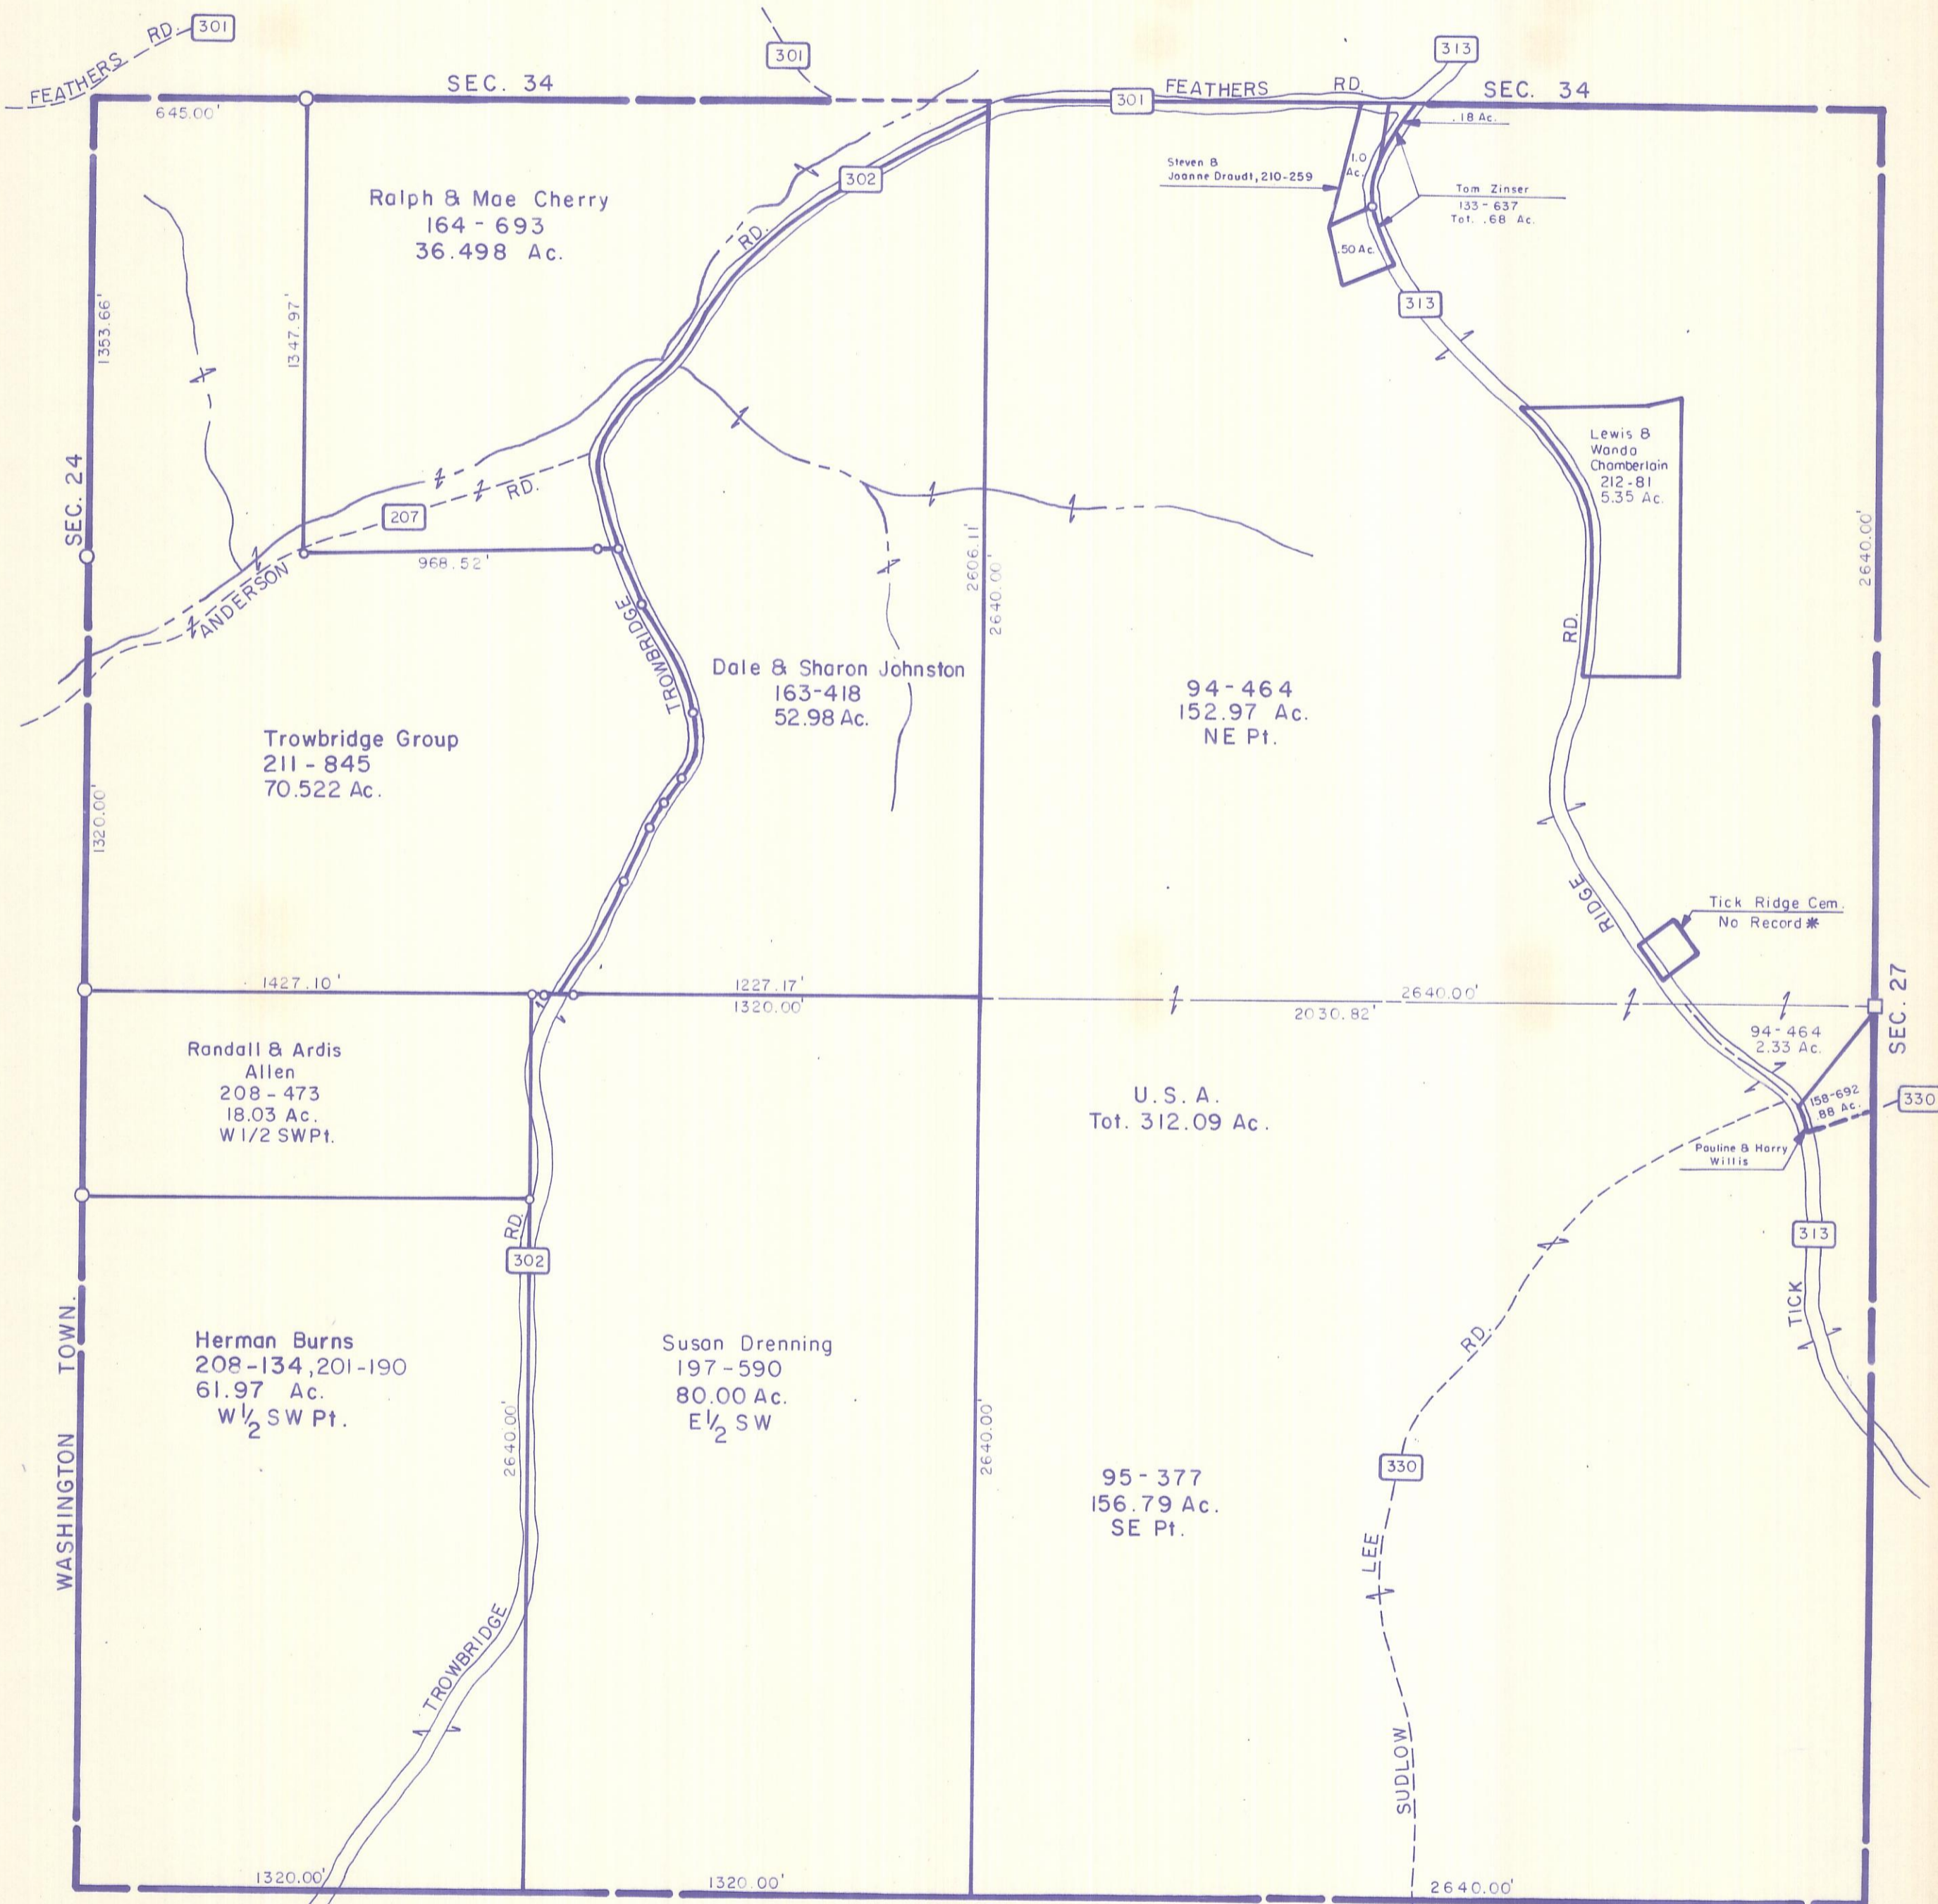 FEATHERS RD. 301
301
313
SEC. 34
FEATHERS RD.
301
SEC. 34
645.00'
.18 Ac.
Steven &
Joanne Draudt, 210-259
1.0
Ac.
Tom Zinser
133-637
Tot. .68 Ac.
.50 Ac.
302
RD.
Ralph & Mae Cherry
164-693
36.498 Ac.
313
1353.66'
1347.97'
SEC. 24
Lewis &
Wanda
Chamberlain
212-81
5.35 Ac.
RD.
207
968.52'
ANDERSON
2606.11'
2640.00'
2640.00'
TROWBRIDGE
RD.
Dale & Sharon Johnston
163-418
52.98 Ac.
94-464
152.97 Ac.
NE Pt.
Trowbridge Group
211-845
70.522 Ac.
1320.00'
RIDGE
Tick Ridge Cem.
No Record *
1427.10'
1227.17'
1320.00'
2640.00'
2030.82'
SEC. 27
94-464
2.33 Ac.
Randall & Ardis
Allen
208-473
18.03 Ac.
W 1/2 SW Pt.
U.S.A.
Tot. 312.09 Ac.
158-692
.88 Ac.
330
Pauline & Harry
Willis
RD.
302
313
TICK
WASHINGTON TOWN.
Herman Burns
208-134, 201-190
61.97 Ac.
W 1/2 SW Pt.
Susan Drenning
197-590
80.00 Ac.
E 1/2 SW
2640.00'
2640.00'
RD.
330
95-377
156.79 Ac.
SE Pt.
LEE
TROWBRIDGE
SUDLOW
1320.00'
1320.00'
2640.00'